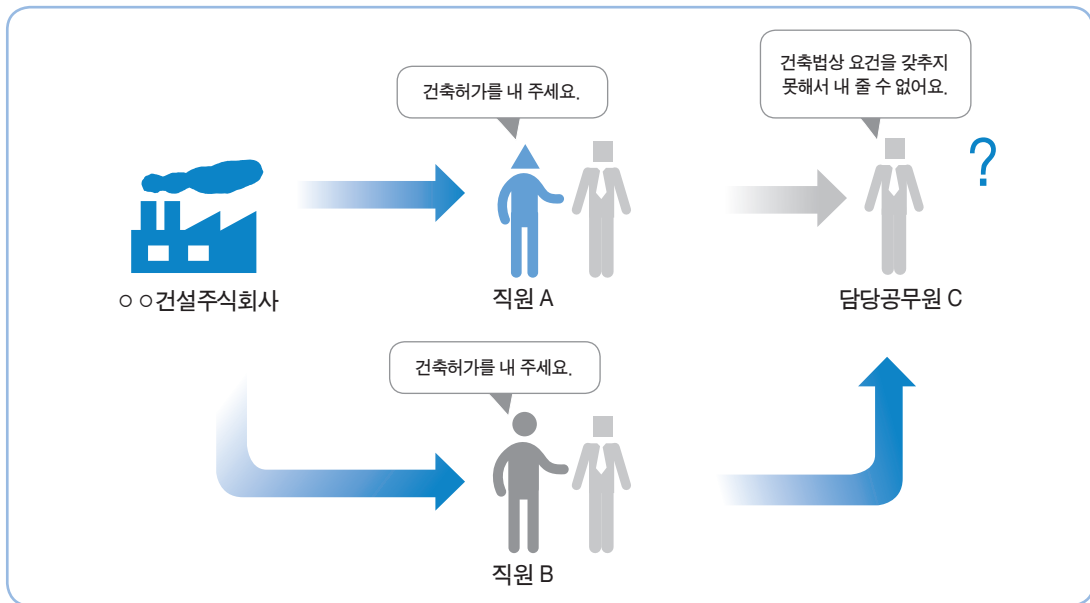 건축허가를 내 주세요.
건축법상 요건을 갖추지
못해서 내 줄 수 없어요.
?
○ ○건설주식회사
직원 A
담당공무원 C
건축허가를 내 주세요.
직원 B